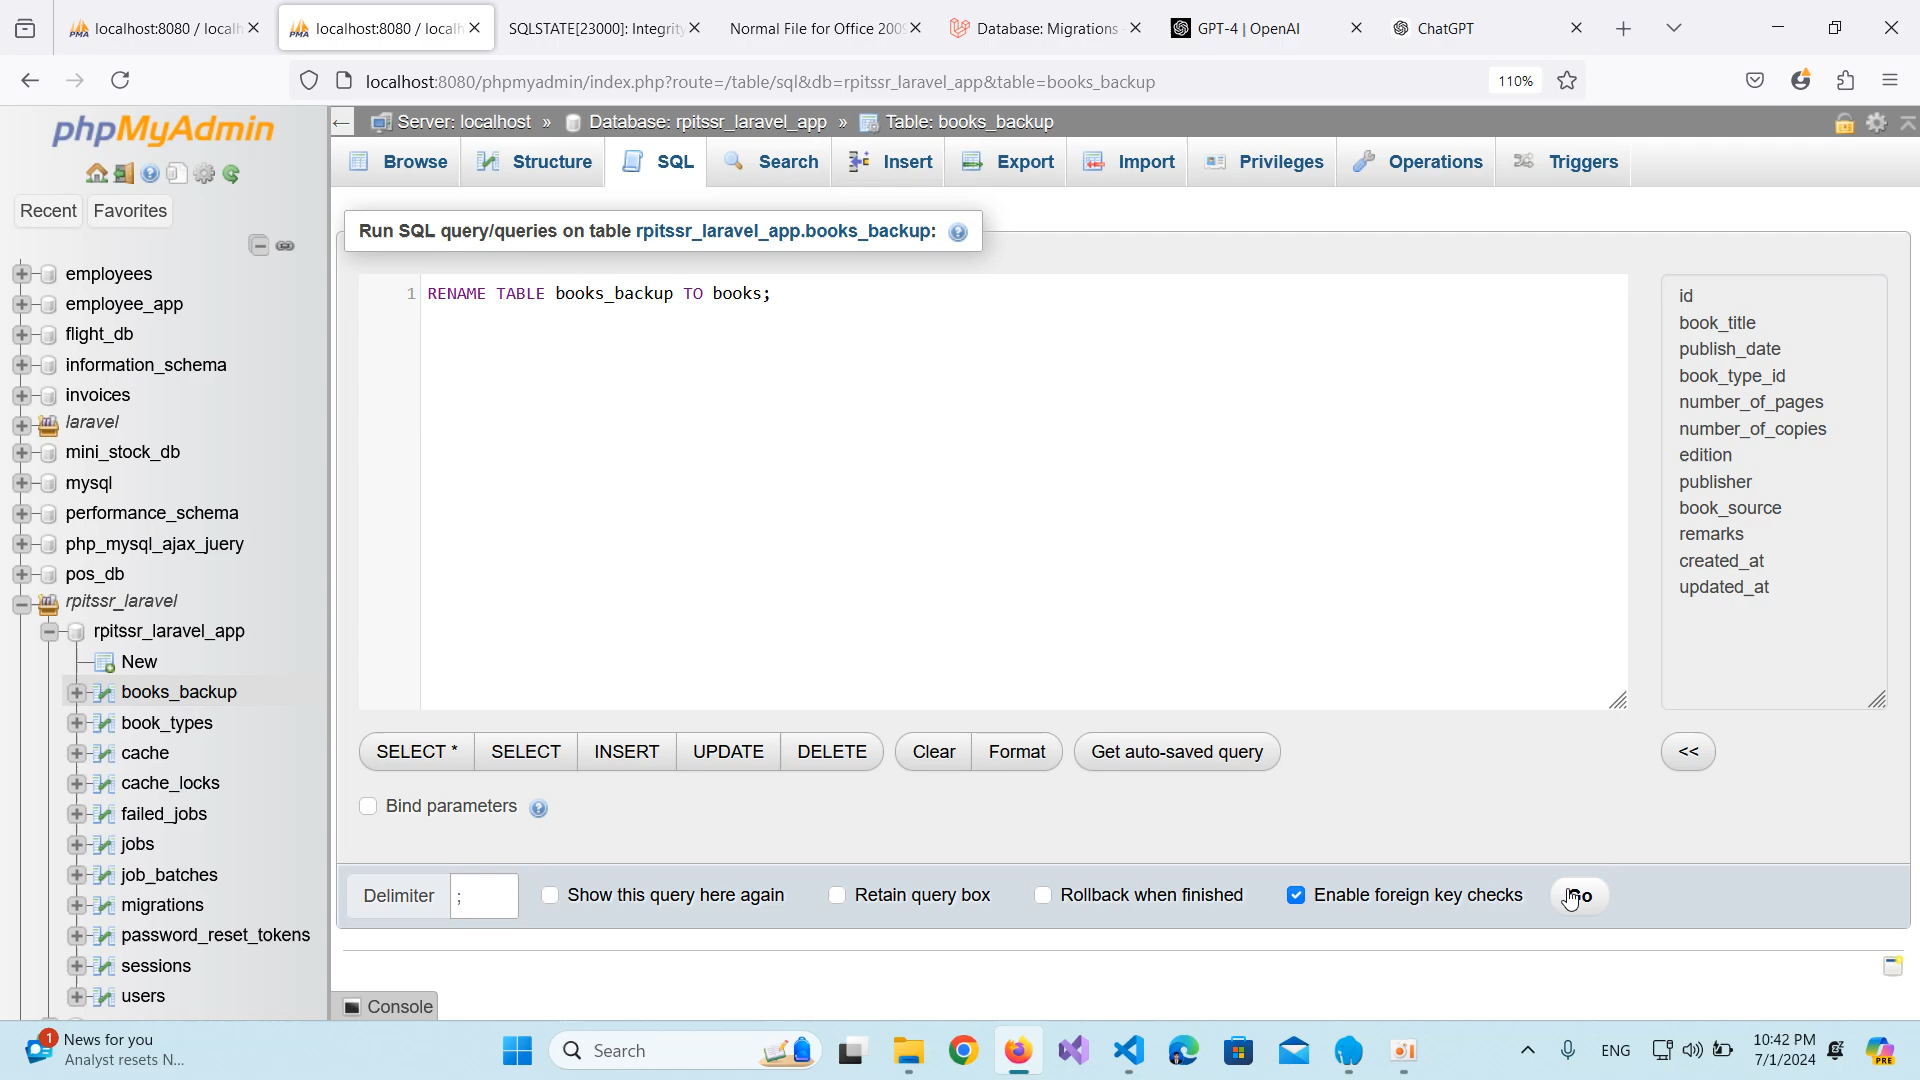 localhost:8080 / localh
localhost:8080 / localh
SQLSTATE[23000]: Integrity
Normal File for Office 2009
Database: Migrations -
GPT-4 | OpenAI
ChatGPT
localhost:8080/phpmyadmin/index.php?route=/table/sql&db=rpitssr_laravel_app&table=books_backup
110%
phpMyAdmin
Server: localhost » Database: rpitssr_laravel_app » Table: books_backup
Browse
Structure
SQL
Search
Insert
Export
Import
Privileges
Operations
Triggers
Recent
Favorites
employees
employee_app
flight_db
information_schema
invoices
laravel
mini_stock_db
mysql
performance_schema
php_mysql_ajax_juery
pos_db
rpitssr_laravel
rpitssr_laravel_app
New
books_backup
book_types
cache
cache_locks
failed_jobs
jobs
job_batches
migrations
password_reset_tokens
sessions
users
Run SQL query/queries on table rpitssr_laravel_app.books_backup:
1 RENAME TABLE books_backup TO books;
id
book_title
publish_date
book_type_id
number_of_pages
number_of_copies
edition
publisher
book_source
remarks
created_at
updated_at
SELECT *
SELECT
INSERT
UPDATE
DELETE
Clear
Format
Get auto-saved query
<<
Bind parameters
Delimiter ;
Show this query here again
Retain query box
Rollback when finished
Enable foreign key checks
Console
1
News for you
Analyst resets N...
Search
ENG
10:42 PM
7/1/2024
PRE